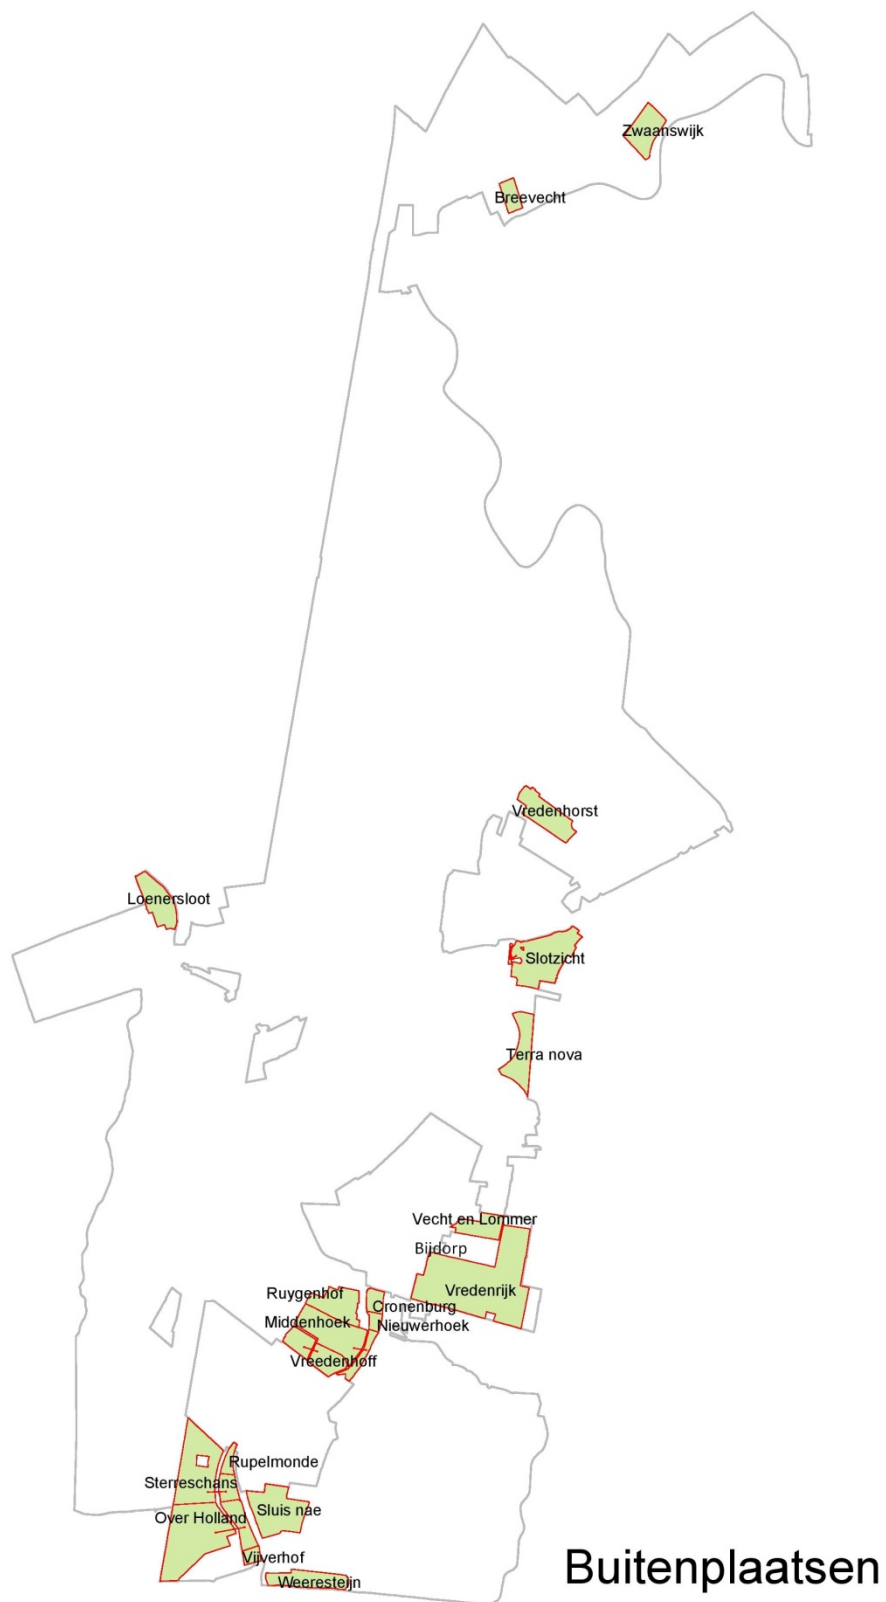 Zwaanswijk
Breevecht
Vredenhorst
Loenersloot
Slotzicht
Terra nova
Vecht en Lommer
Bijdorp
Vredenrijk
Ruygenhof
Cronenburg
Middenhoek
Nieuwerhoek
Vreedenhoff
Rupelmonde
Sterreschans
Sluis nae
Over Holland
Vijverhof
Weeresteijn
Buitenplaatsen